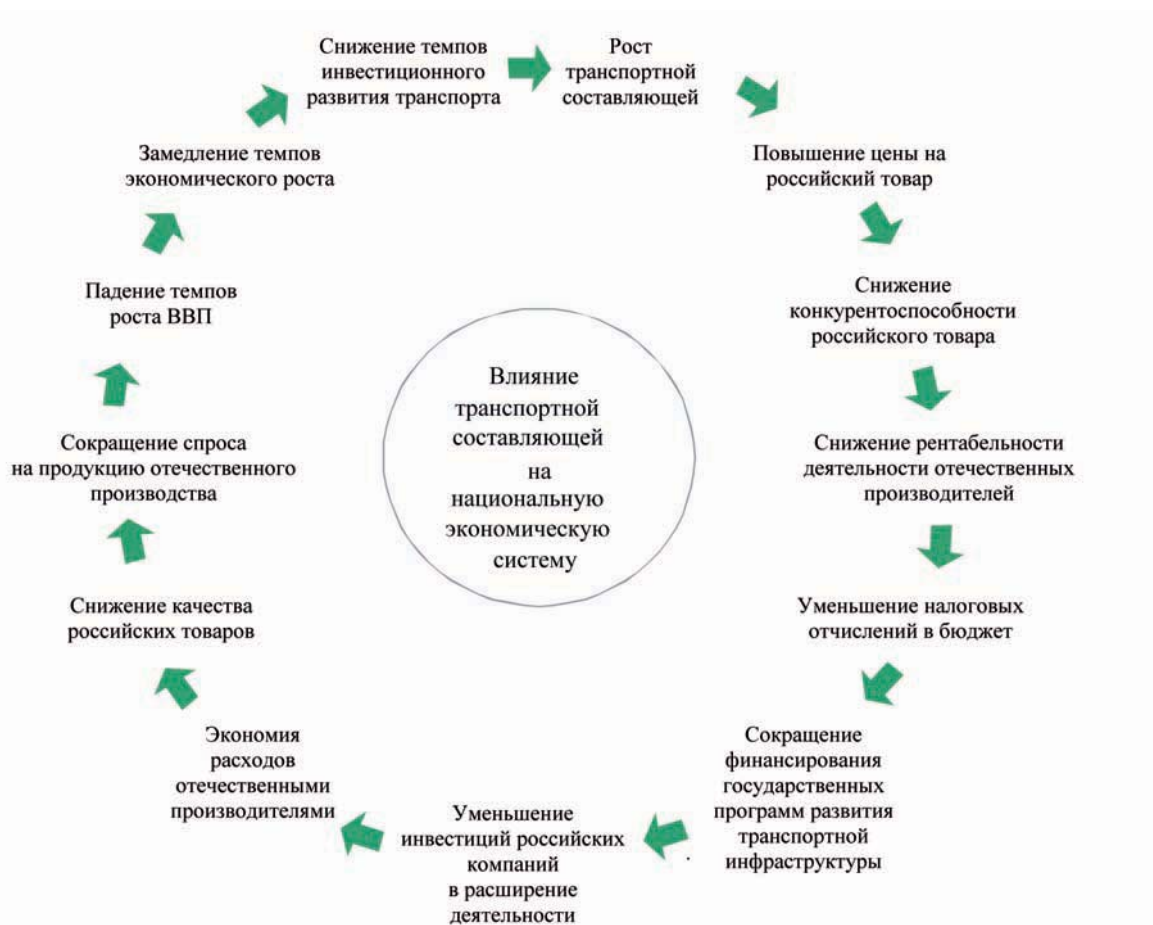 Снижение темпов
инвестиционного
развития транспорта
Рост
транспортной
составляющей
Повышение цены на
российский товар
Снижение
конкурентоспособности
российского товара
Снижение рентабельности
деятельности отечественных
производителей
Уменьшение налоговых
отчислений в бюджет
Сокращение
финансирования
государственных
программ развития
транспортной
инфраструктуры
Уменьшение
инвестиций российских
компаний
в расширение
деятельности
Экономия
расходов
отечественными
производителями
Снижение качества
российских товаров
Сокращение спроса
на продукцию отечественного
производства
Падение темпов
роста ВВП
Замедление темпов
экономического роста
Влияние
транспортной
составляющей
на
национальную
экономическую
систему